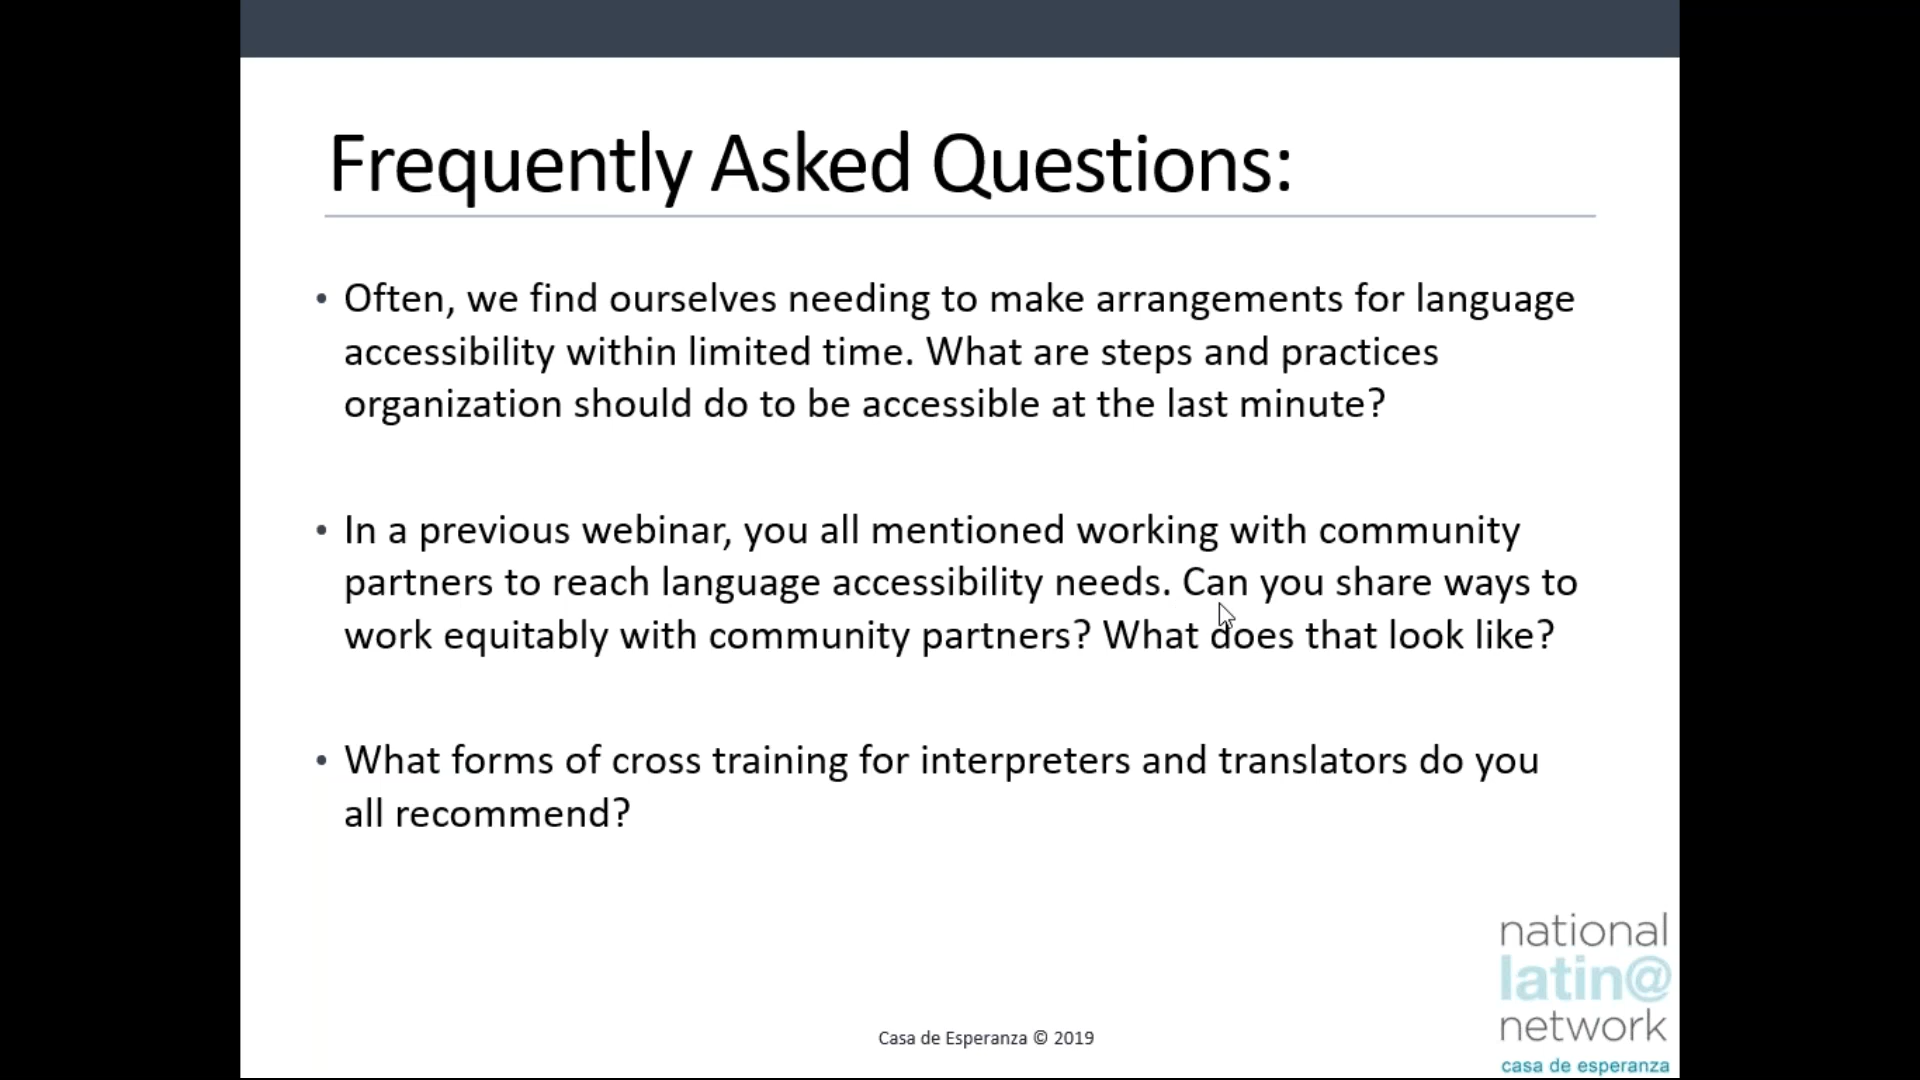 Frequently Asked Questions:
• Often, we find ourselves needing to make arrangements for language
accessibility within limited time. What are steps and practices
organization should do to be accessible at the last minute?
• In a previous webinar, you all mentioned working with community
partners to reach language accessibility needs. Can you share ways to
work equitably with community partners? What does that look like?
• What forms of cross training for interpreters and translators do you
all recommend?
Casa de Esperanza © 2019
national
latin@
network
casa de esperanza